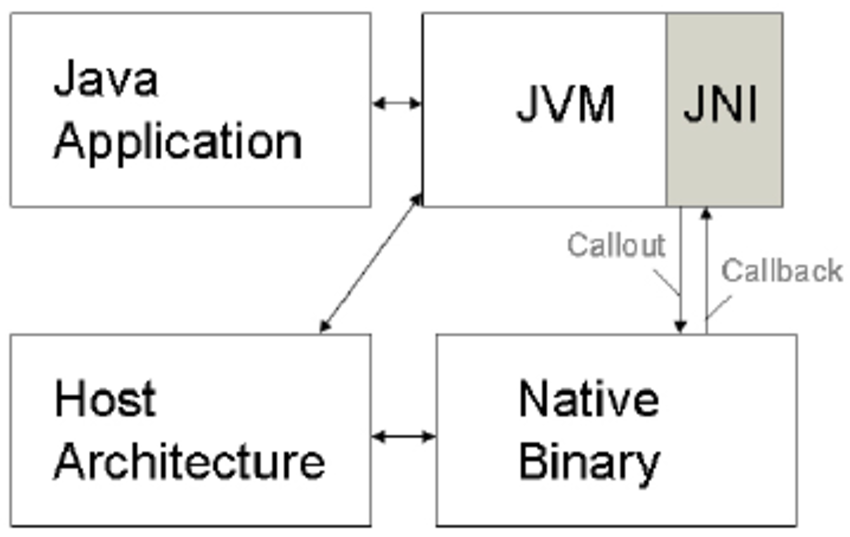 Java
Application
JVM
JNI
Callout
Callback
Host
Architecture
Native
Binary